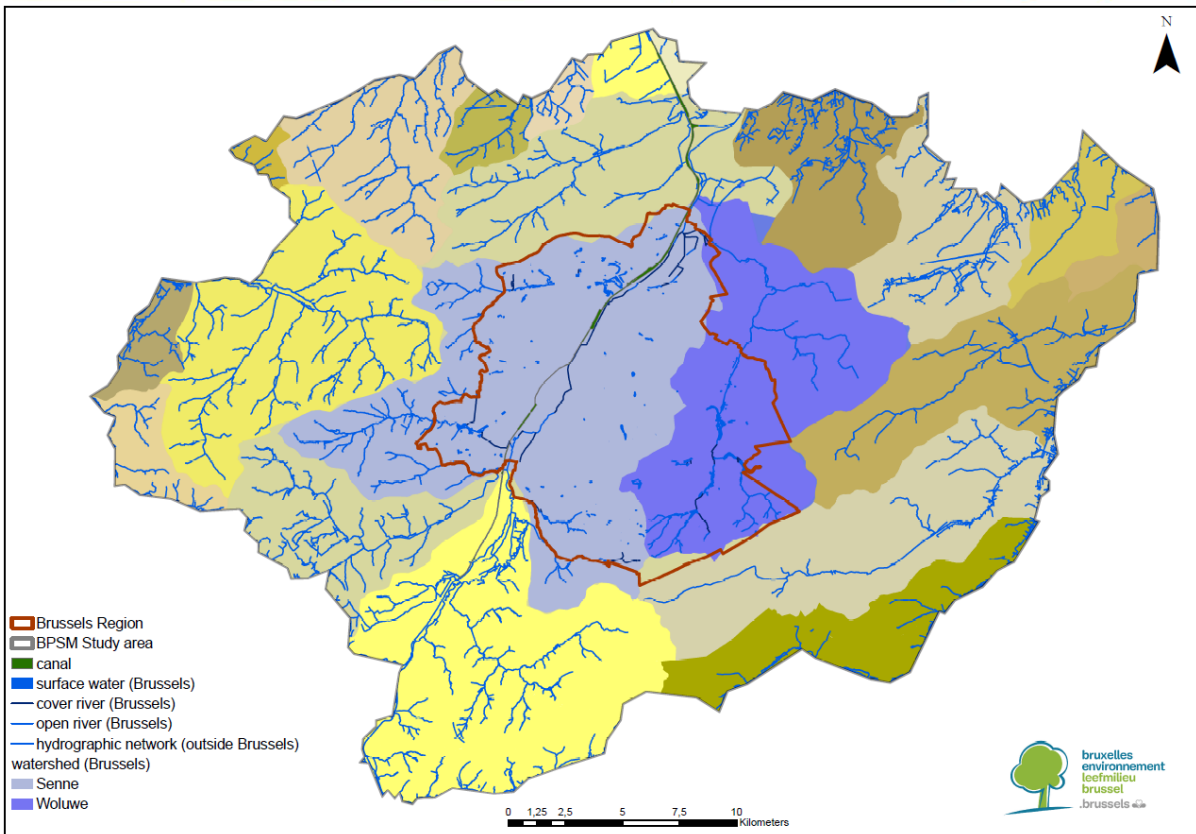 N
Brussels Region
BPSM Study area
canal
surface water (Brussels)
cover river (Brussels)
open river (Brussels)
hydrographic network (outside Brussels)
watershed (Brussels)
Senne
Woluwe
0 1,25 2,5 5 7,5 10
Kilometers
bruxelles
environnement
leefmilieu
brussel
.brussels